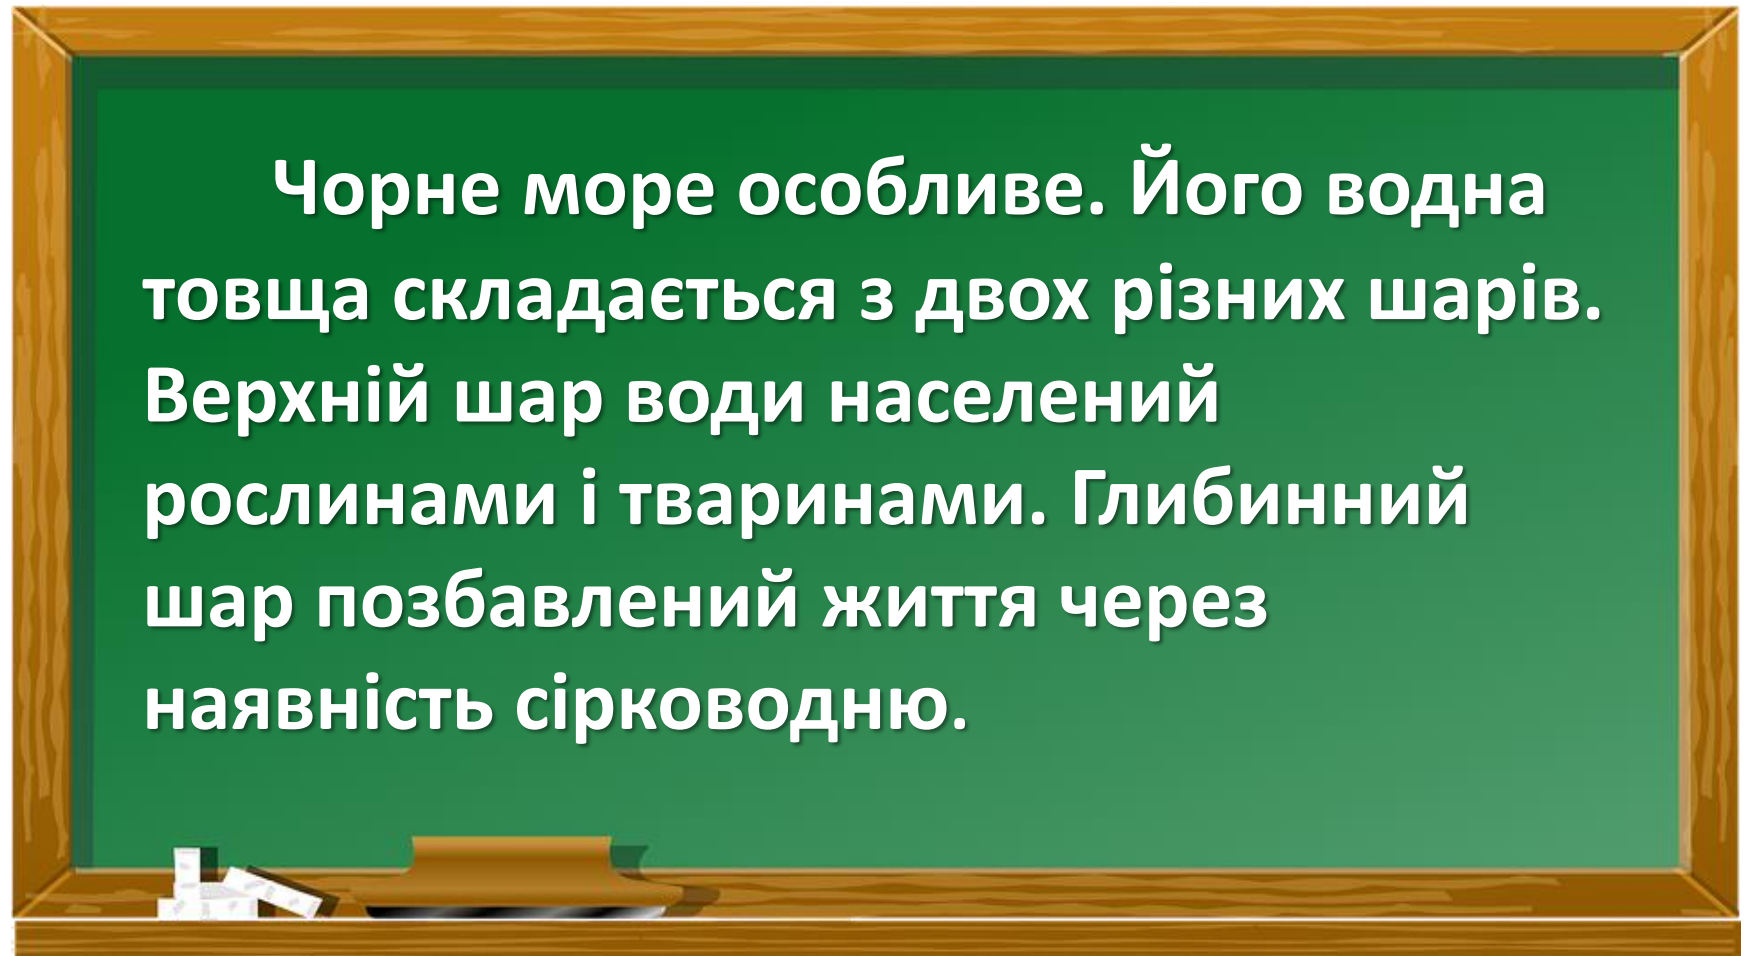 Чорне море особливе. Його водна
товща складається з двох різних шарів.
Верхній шар води населений
рослинами і тваринами. Глибинний
шар позбавлений життя через
наявність сірководню.